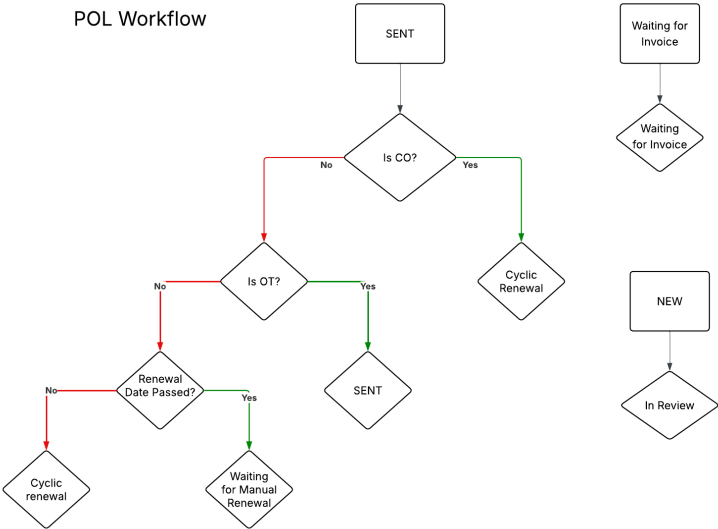 POL Workflow
SENT
Waiting for
Invoice
Is CO?
No
Yes
Waiting
for Invoice
Is OT?
No
Yes
Cyclic
Renewal
NEW
Renewal
Date Passed?
No
Yes
SENT
In Review
Cyclic
renewal
Waiting
for Manual
Renewal